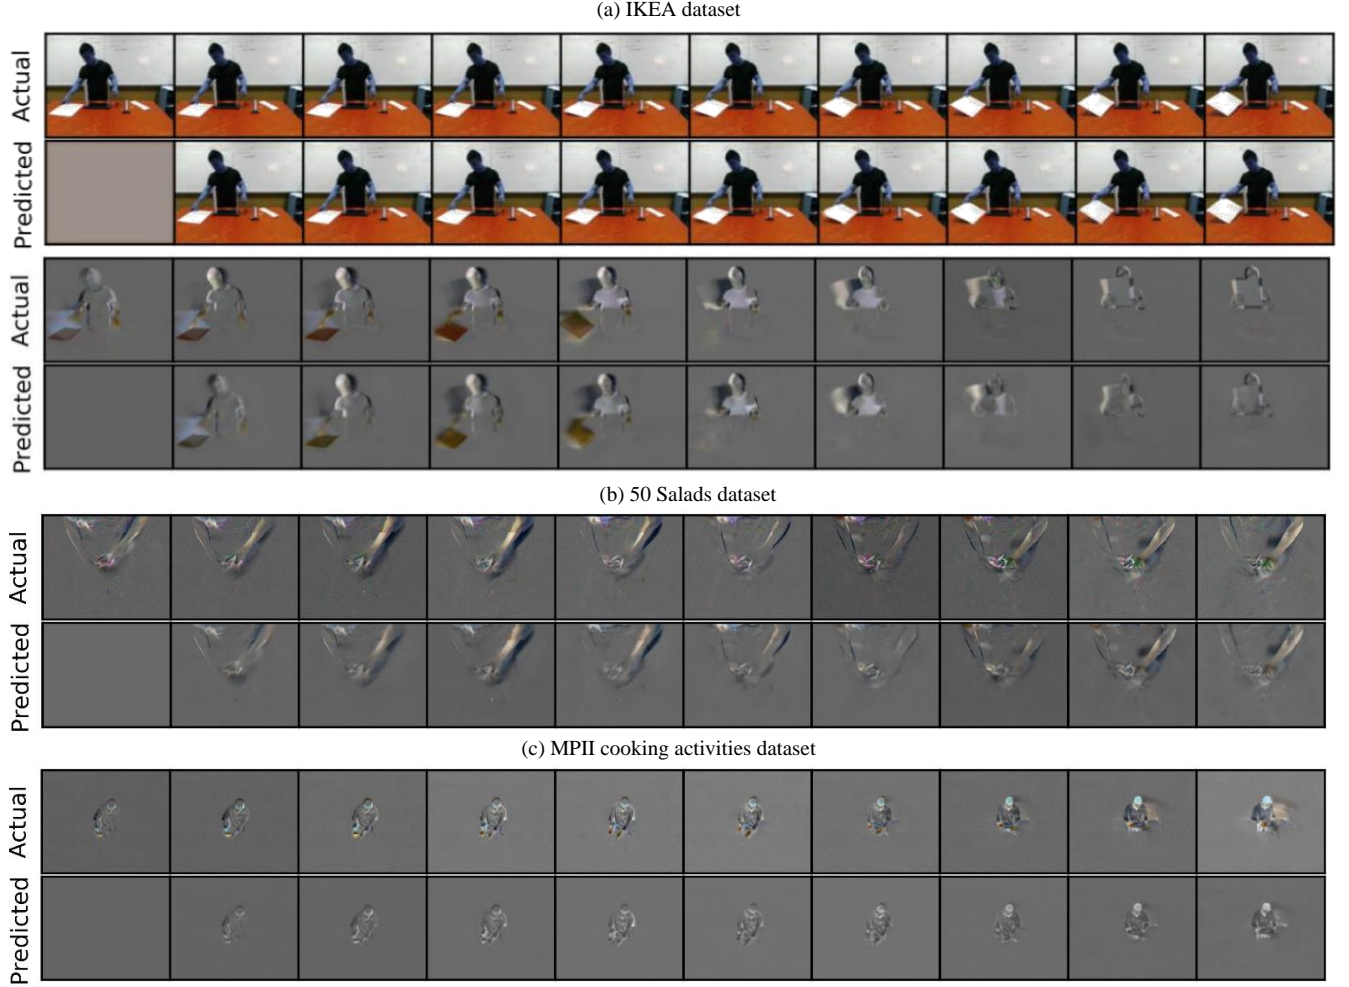 (a) IKEA dataset
Actual
Predicted
Actual
Predicted
(b) 50 Salads dataset
Actual
Predicted
(c) MPII cooking activities dataset
Actual
Predicted